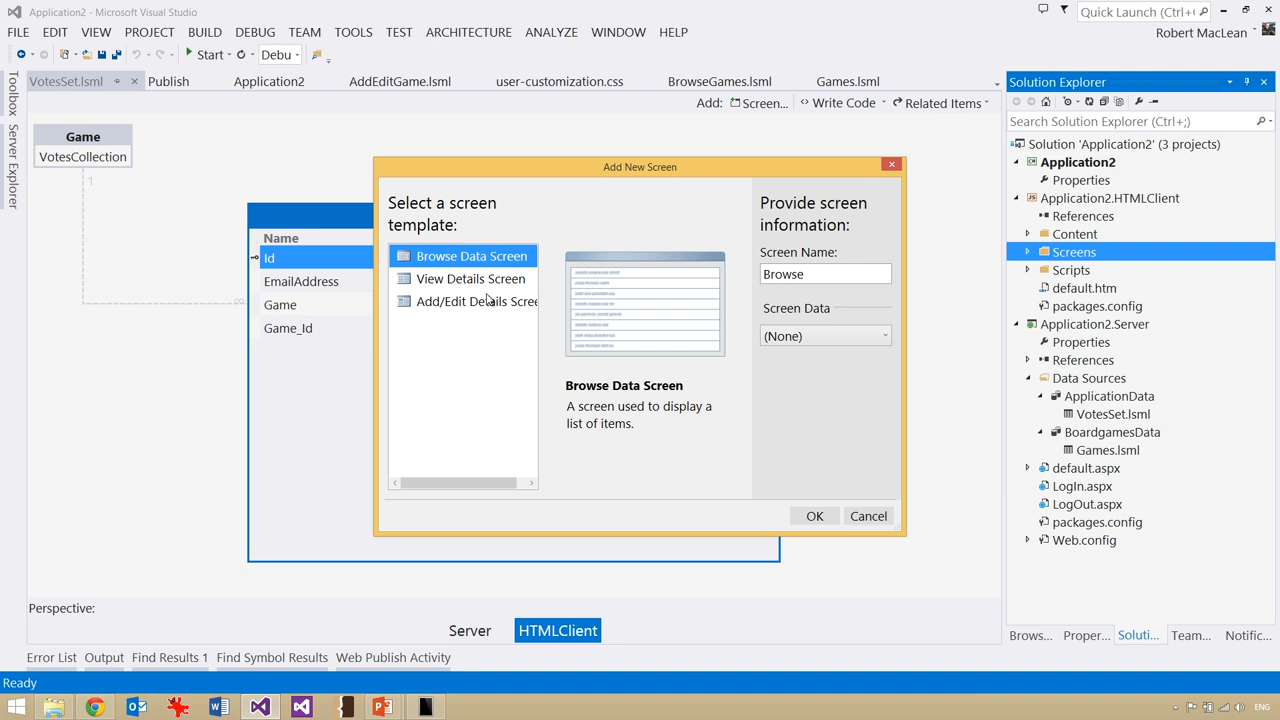 Application2 - Microsoft Visual Studio
Quick Launch (Ctrl+
FILE EDIT VIEW PROJECT BUILD DEBUG TEAM TOOLS TEST ARCHITECTURE ANALYZE WINDOW HELP
Robert MacLean
Start
Debu
VotesSet.lsml Publish Application2 AddEditGame.lsml user-customization.css BrowseGames.lsml Games.lsml
Toolbox
Server Explorer
Add: Screen... Write Code Related Items
Game
VotesCollection
1
∞
Name
Id
EmailAddress
Game
Game_Id
Add New Screen
Select a screen
template:
Browse Data Screen
View Details Screen
Add/Edit Details Scree
Browse Data Screen
A screen used to display a
list of items.
Provide screen
information:
Screen Name:
Browse
Screen Data
(None)
OK Cancel
Perspective:
Server HTMLClient
Solution Explorer
Search Solution Explorer (Ctrl+;)
Solution 'Application2' (3 projects)
Application2
Properties
Application2.HTMLClient
References
Content
Screens
Scripts
default.htm
packages.config
Application2.Server
Properties
References
Data Sources
ApplicationData
VotesSet.lsml
BoardgamesData
Games.lsml
default.aspx
LogIn.aspx
LogOut.aspx
packages.config
Web.config
Brows... Proper... Soluti... Team... Notific...
Error List Output Find Results 1 Find Symbol Results Web Publish Activity
Ready
ENG